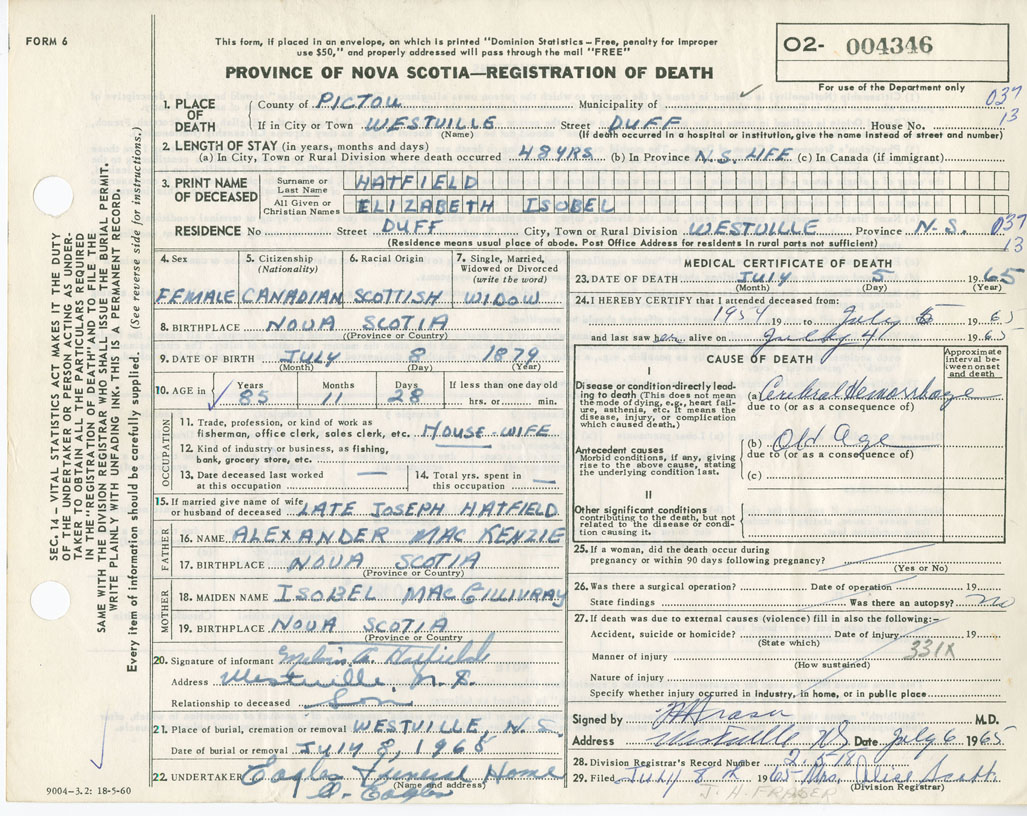 FORM 6
This form, if placed in an envelope, on which is printed "Dominion Statistics - Free, penalty for improper
use $50," and properly addressed will pass through the mail "FREE"
02- 004346
PROVINCE OF NOVA SCOTIA—REGISTRATION OF DEATH
For use of the Department only
1. PLACE OF DEATH County of PICTOU Municipality of 037
If in City or Town WESTVILLE Street DUFF House No. 13
(Name) (If death occurred in a hospital or institution, give the name instead of street and number)
2. LENGTH OF STAY (in years, months and days)
(a) In City, Town or Rural Division where death occurred 48 YRS (b) In Province N.S. LIFE (c) In Canada (if immigrant)
3. PRINT NAME OF DECEASED Surname or Last Name HATFIELD
All Given or Christian Names ELIZABETH ISOBEL
RESIDENCE No Street DUFF City, Town or Rural Division WESTVILLE Province N.S. 037
(Residence means usual place of abode. Post Office Address for residents in rural parts not sufficient) 13
4. Sex 5. Citizenship (Nationality) 6. Racial Origin 7. Single, Married, Widowed or Divorced (write the word)
FEMALE CANADIAN SCOTTISH WIDOW
8. BIRTHPLACE NOVA SCOTIA
(Province or Country)
9. DATE OF BIRTH JULY 8 1879
(Month) (Day) (Year)
10. AGE in Years Months Days If less than one day old
85 11 28 hrs. or min.
OCCUPATION
11. Trade, profession, or kind of work as
fisherman, office clerk, sales clerk, etc. HOUSE-WIFE
12. Kind of industry or business, as fishing,
bank, grocery store, etc
13. Date deceased last worked at this occupation — 14. Total yrs. spent in this occupation —
15. If married give name of wife
or husband of deceased LATE JOSEPH HATFIELD
FATHER
16. NAME ALEXANDER MAC KENZIE
17. BIRTHPLACE NOVA SCOTIA
(Province or Country)
MOTHER
18. MAIDEN NAME ISOBEL MAC GILLIVRAY
19. BIRTHPLACE NOVA SCOTIA
(Province or Country)
20. Signature of informant Hatfield
Address Westville, N.S.
Relationship to deceased Son
21. Place of burial, cremation or removal WESTVILLE, N.S.
Date of burial or removal JULY 8, 1965
22. UNDERTAKER Eagles Funeral Home
(Name and address)
Eagles
9004-3.2: 18-5-60
MEDICAL CERTIFICATE OF DEATH
23. DATE OF DEATH JULY 5 1965
(Month) (Day) (Year)
24. I HEREBY CERTIFY that I attended deceased from:
1954 19 to July 5 1965
and last saw her alive on July 4 1965
CAUSE OF DEATH
Approximate interval between onset and death
I
Disease or condition directly leading to death (This does not mean the mode of dying, e.g., heart failure, asthenia, etc. It means the disease, injury, or complication which caused death.)
(a) Cerebral Hemorrhage
due to (or as a consequence of)
Antecedent causes
Morbid conditions, if any, giving rise to the above cause, stating the underlying condition last.
(b) Old Age
due to (or as a consequence of)
(c)
II
Other significant conditions
contributing to the death, but not related to the disease or condition causing it.
25. If a woman, did the death occur during
pregnancy or within 90 days following pregnancy?
(Yes or No)
26. Was there a surgical operation? Date of operation 19
State findings Was there an autopsy? no
27. If death was due to external causes (violence) fill in also the following:—
Accident, suicide or homicide? Date of injury 19
(State which)
331X
Manner of injury
(How sustained)
Nature of injury
Specify whether injury occurred in industry, in home, or in public place
Signed by Fraser M.D.
Address Westville NS Date July 6 1965
28. Division Registrar's Record Number
29. Filed July 8th 1965 Mrs. Alice Scott
(Division Registrar)
J. H. FRASER
SEC. 14 - VITAL STATISTICS ACT MAKES IT THE DUTY
OF THE UNDERTAKER OR PERSON ACTING AS UNDER-
TAKER TO OBTAIN ALL THE PARTICULARS REQUIRED
IN THE "REGISTRATION OF DEATH" AND TO FILE THE
SAME WITH THE DIVISION REGISTRAR WHO SHALL ISSUE THE BURIAL PERMIT.
WRITE PLAINLY WITH UNFADING INK THIS IS A PERMANENT RECORD.
Every item of information should be carefully supplied. (See reverse side for instructions.)